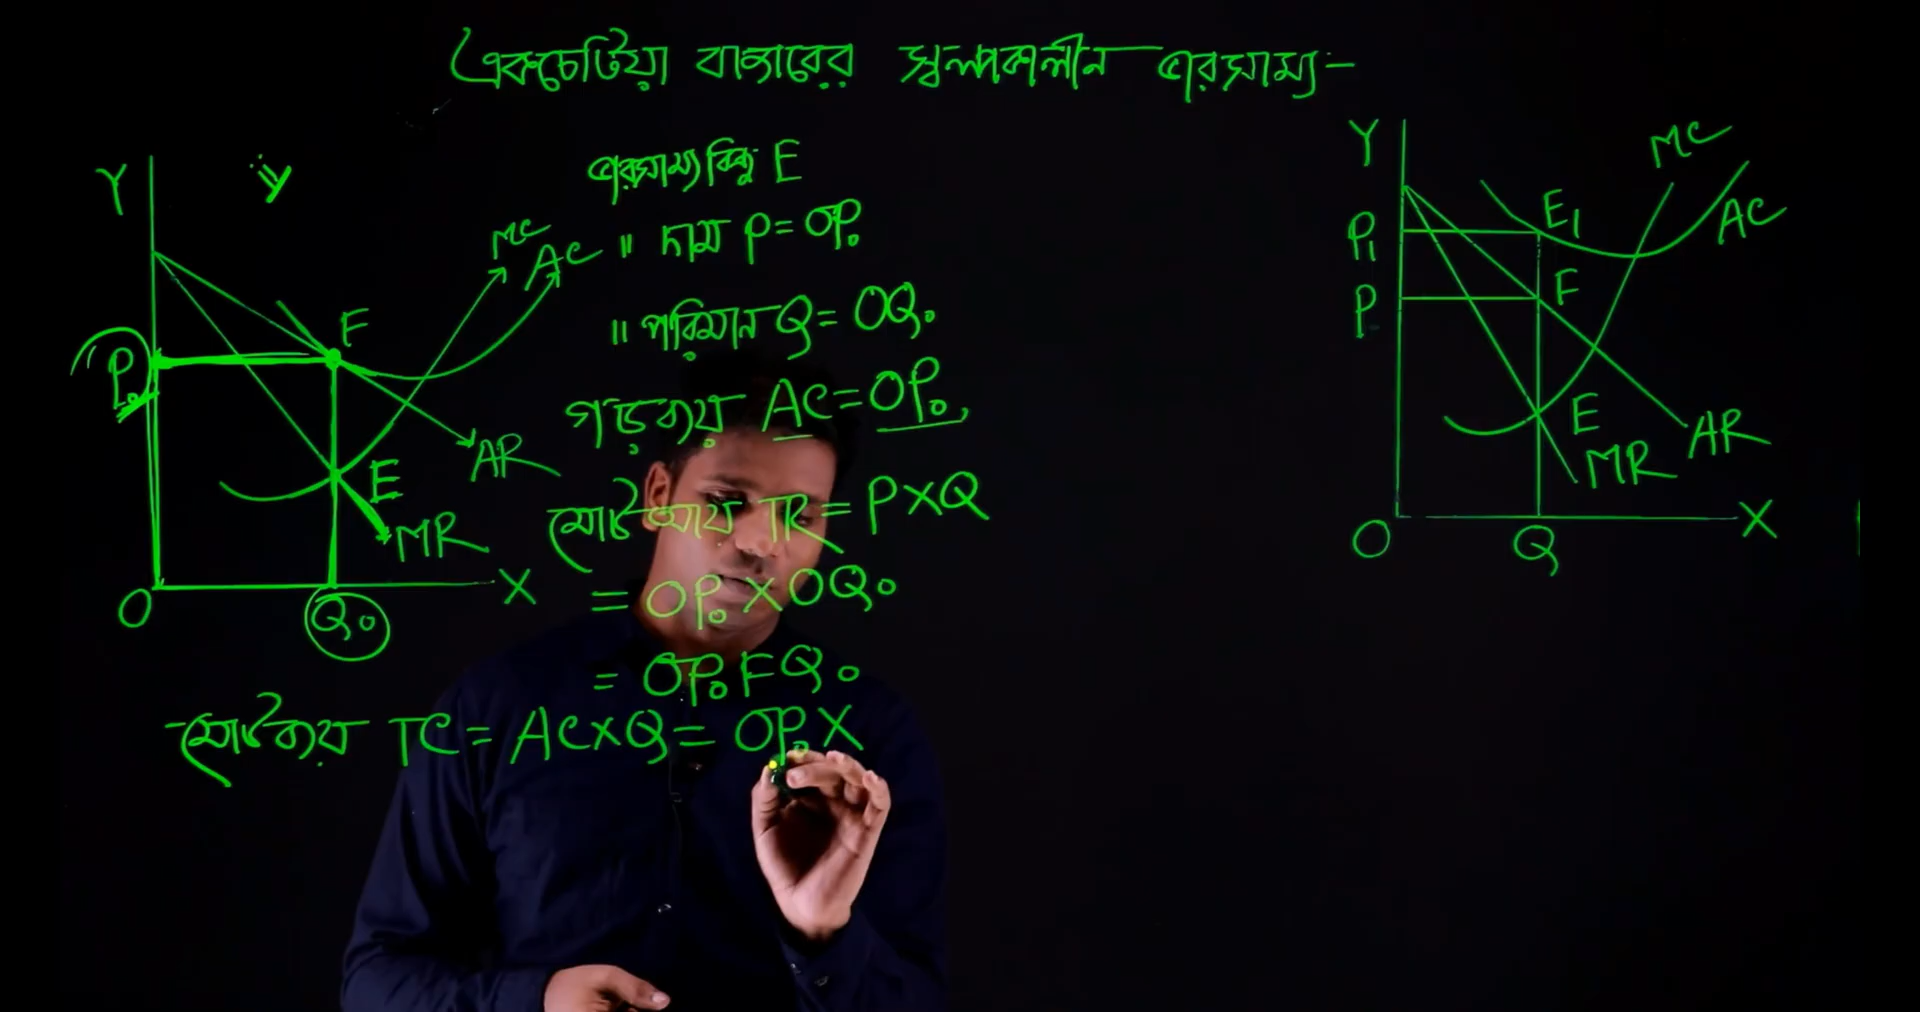 একচেটিয়া বাজারের স্বল্পকালীন ভারসাম্য-
Y
ii)
MC
AC
F
P₀
AR
E
MR
O
Q₀
X
ভারসাম্য বিন্দু E
" দাম P = OP₀
" পরিমান Q = OQ₀
গড়ব্যয় AC = OP₀,
মোট আয় TR = P×Q
= OP₀ × OQ₀
= OP₀FQ₀
মোটব্যয় TC = AC×Q = OP₀ ×
Y
MC
AC
P₁
E₁
P
F
E
AR
MR
O
Q
X